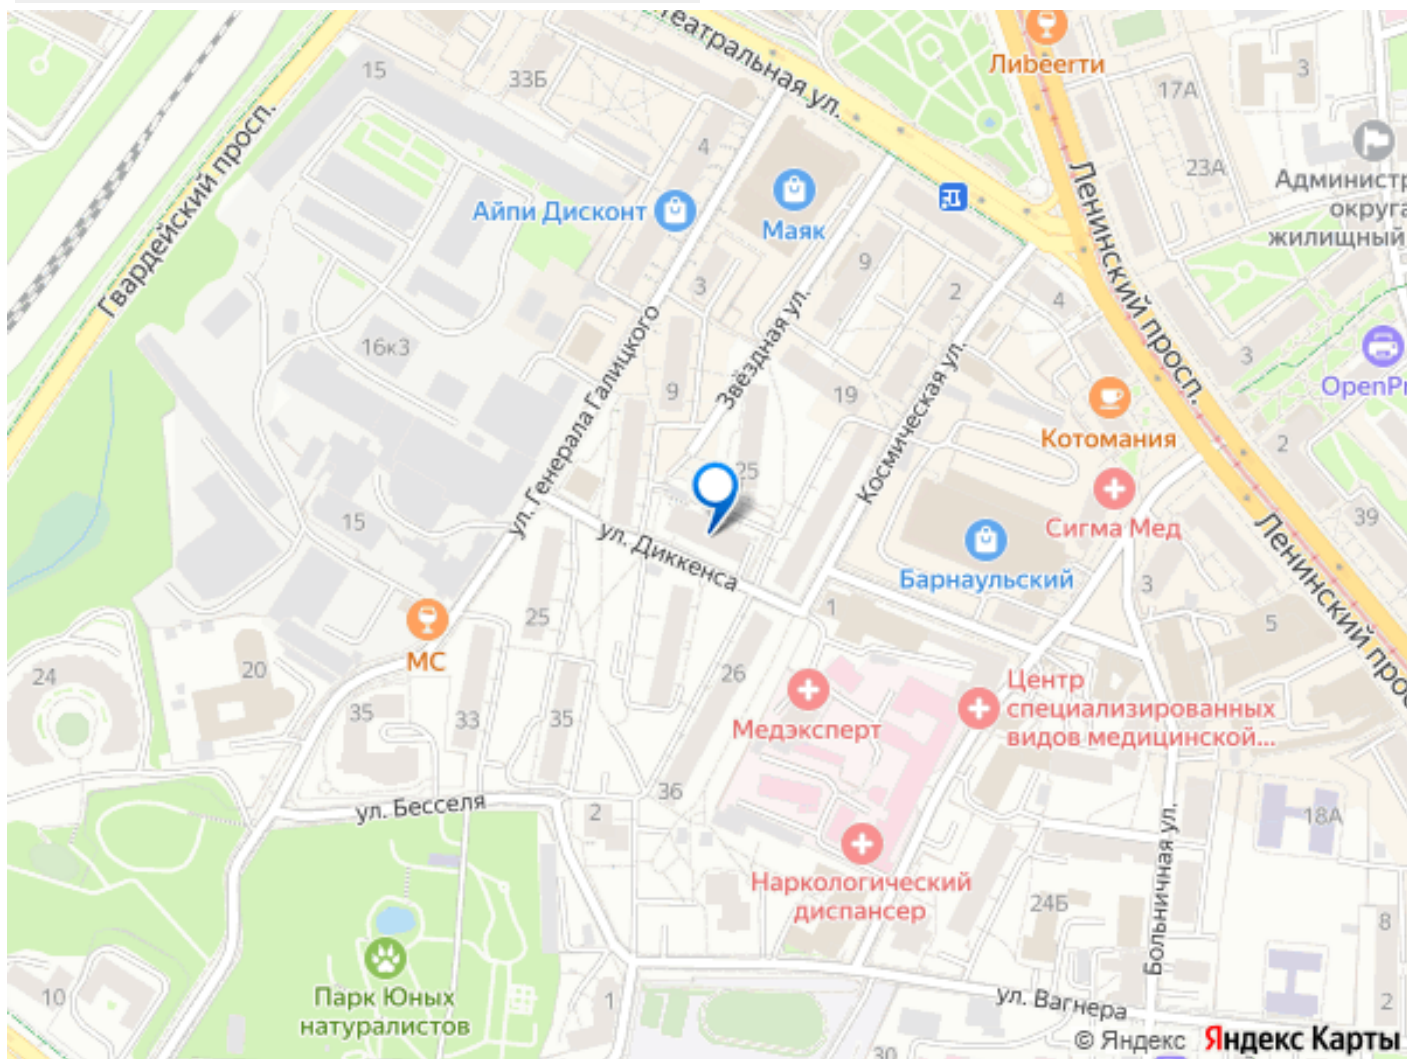 Театральная ул.
Либеerти
15
33Б
3
17А
23А
Гвардейский просп.
4
Айпи Дисконт
Маяк
Ленинский просп.
Админист
округа
жилищный
9
3
2
4
3
16к3
ул. Генерала Галицкого
Звёздная ул.
Космическая ул.
OpenPr
9
19
Котомания
2
25
15
ул. Диккенса
Сигма Мед
39
Барнаульский
Ленинский прос
3
1
5
25
МС
24
20
26
Медэксперт
Центр
специализированных
видов медицинской...
35
33
35
ул. Бесселя
36
2
18А
Наркологический
диспансер
24Б
Больничная ул.
8
Парк Юных
натуралистов
10
1
ул. Вагнера
2
30
© Яндекс Яндекс Карты